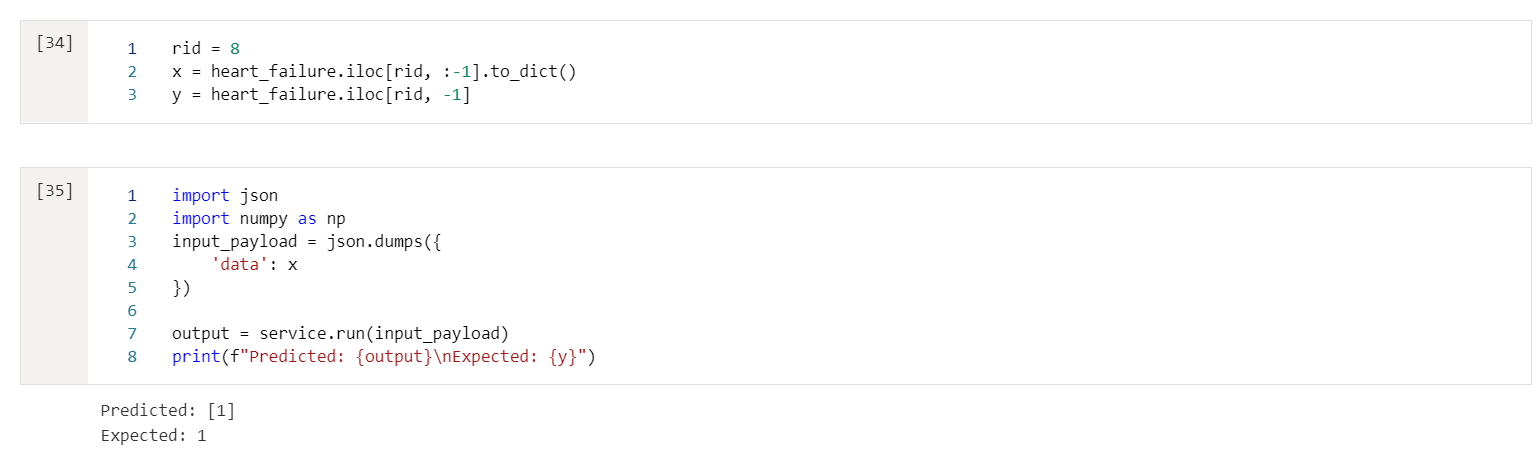 [34]
1 rid = 8
2 x = heart_failure.iloc[rid, :-1].to_dict()
3 y = heart_failure.iloc[rid, -1]
[35]
1 import json
2 import numpy as np
3 input_payload = json.dumps({
4     'data': x
5 })
6
7 output = service.run(input_payload)
8 print(f"Predicted: {output}\nExpected: {y}")
Predicted: [1]
Expected: 1